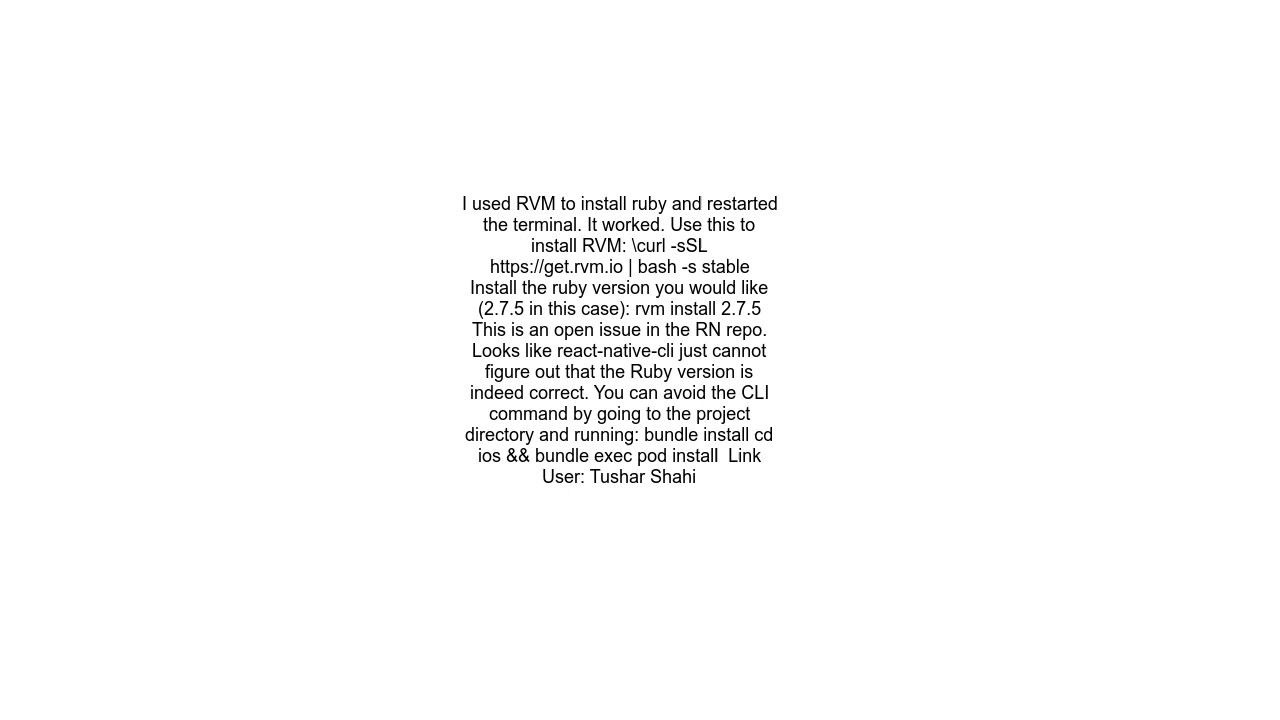 I used RVM to install ruby and restarted
the terminal. It worked. Use this to
install RVM: \curl -sSL
https://get.rvm.io | bash -s stable
Install the ruby version you would like
(2.7.5 in this case): rvm install 2.7.5
This is an open issue in the RN repo.
Looks like react-native-cli just cannot
figure out that the Ruby version is
indeed correct. You can avoid the CLI
command by going to the project
directory and running: bundle install cd
ios && bundle exec pod install  Link
User: Tushar Shahi